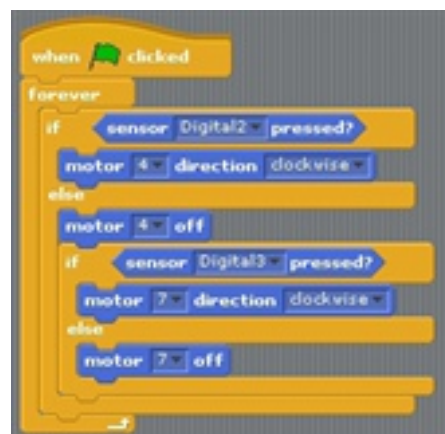 when clicked
forever
if sensor Digital2 pressed?
motor 4 direction clockwise
else
motor 4 off
if sensor Digital3 pressed?
motor 7 direction clockwise
else
motor 7 off